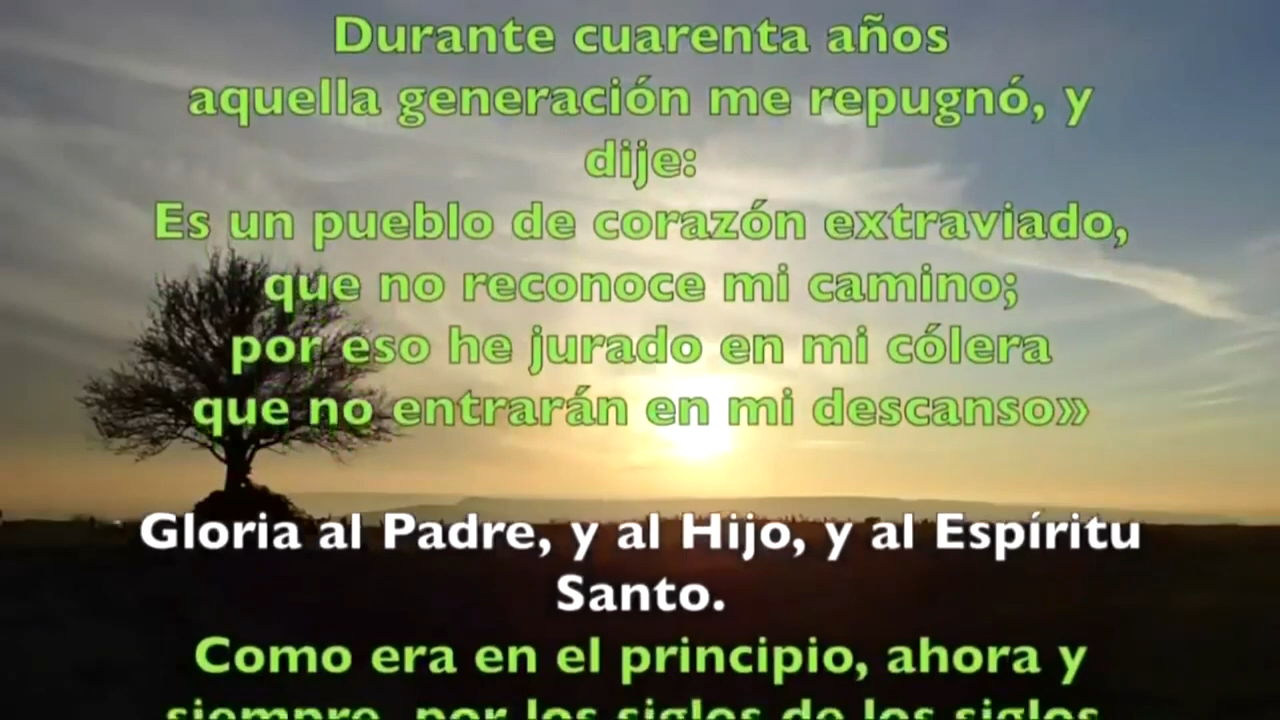 Durante cuarenta años
aquella generación me repugnó, y
dije:
Es un pueblo de corazón extraviado,
que no reconoce mi camino;
por eso he jurado en mi cólera
que no entrarán en mi descanso»
Gloria al Padre, y al Hijo, y al Espíritu
Santo.
Como era en el principio, ahora y
siempre, por los siglos de los siglos